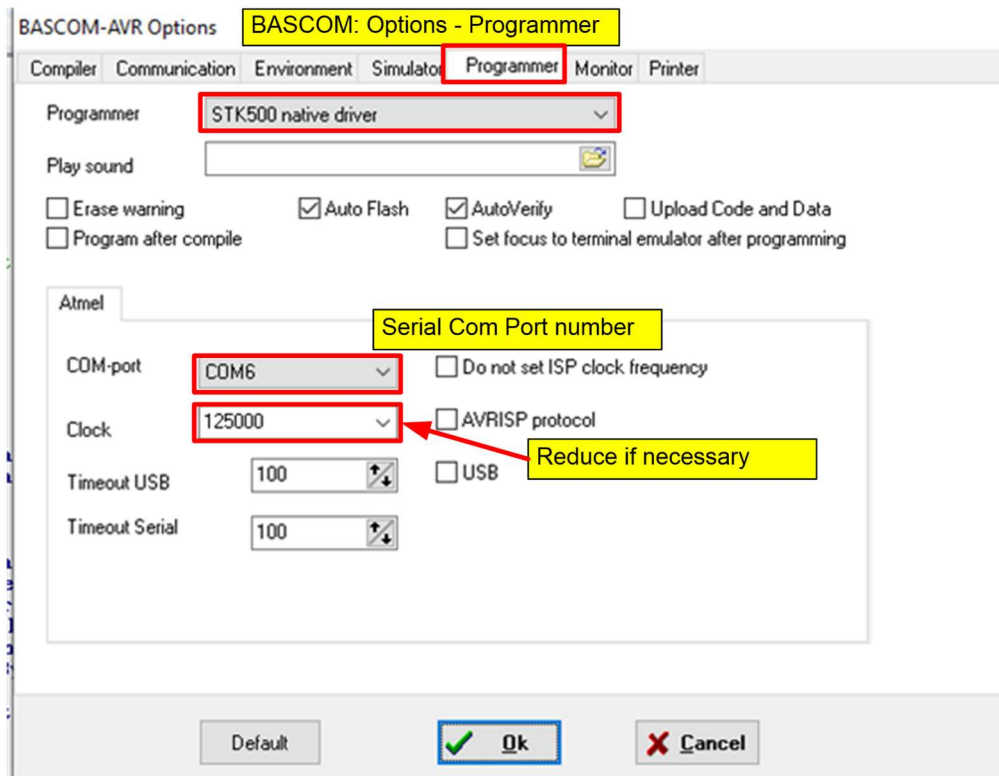 BASCOM-AVR Options
BASCOM: Options - Programmer
Compiler Communication Environment Simulator Programmer Monitor Printer
Programmer STK500 native driver
Play sound
Erase warning Auto Flash AutoVerify Upload Code and Data
Program after compile Set focus to terminal emulator after programming
Atmel
Serial Com Port number
COM-port COM6 Do not set ISP clock frequency
Clock 125000 AVRISP protocol
Reduce if necessary
Timeout USB 100 USB
Timeout Serial 100
Default Ok Cancel